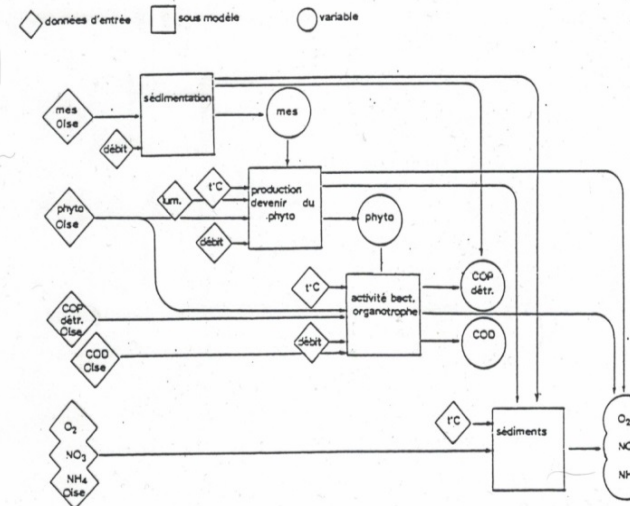 données d'entrée
sous modèle
variable
sédimentation
mes
Oise
mes
débit
t°C
production
devenir du
phyto
lum.
phyto
Oise
phyto
débit
t°C
COP
détr.
activité bact.
organotrophe
COP
détr.
Oise
débit
COD
COD
Oise
t°C
O₂
NO₃
NH₄
Oise
sédiments
O₂
NO
NH